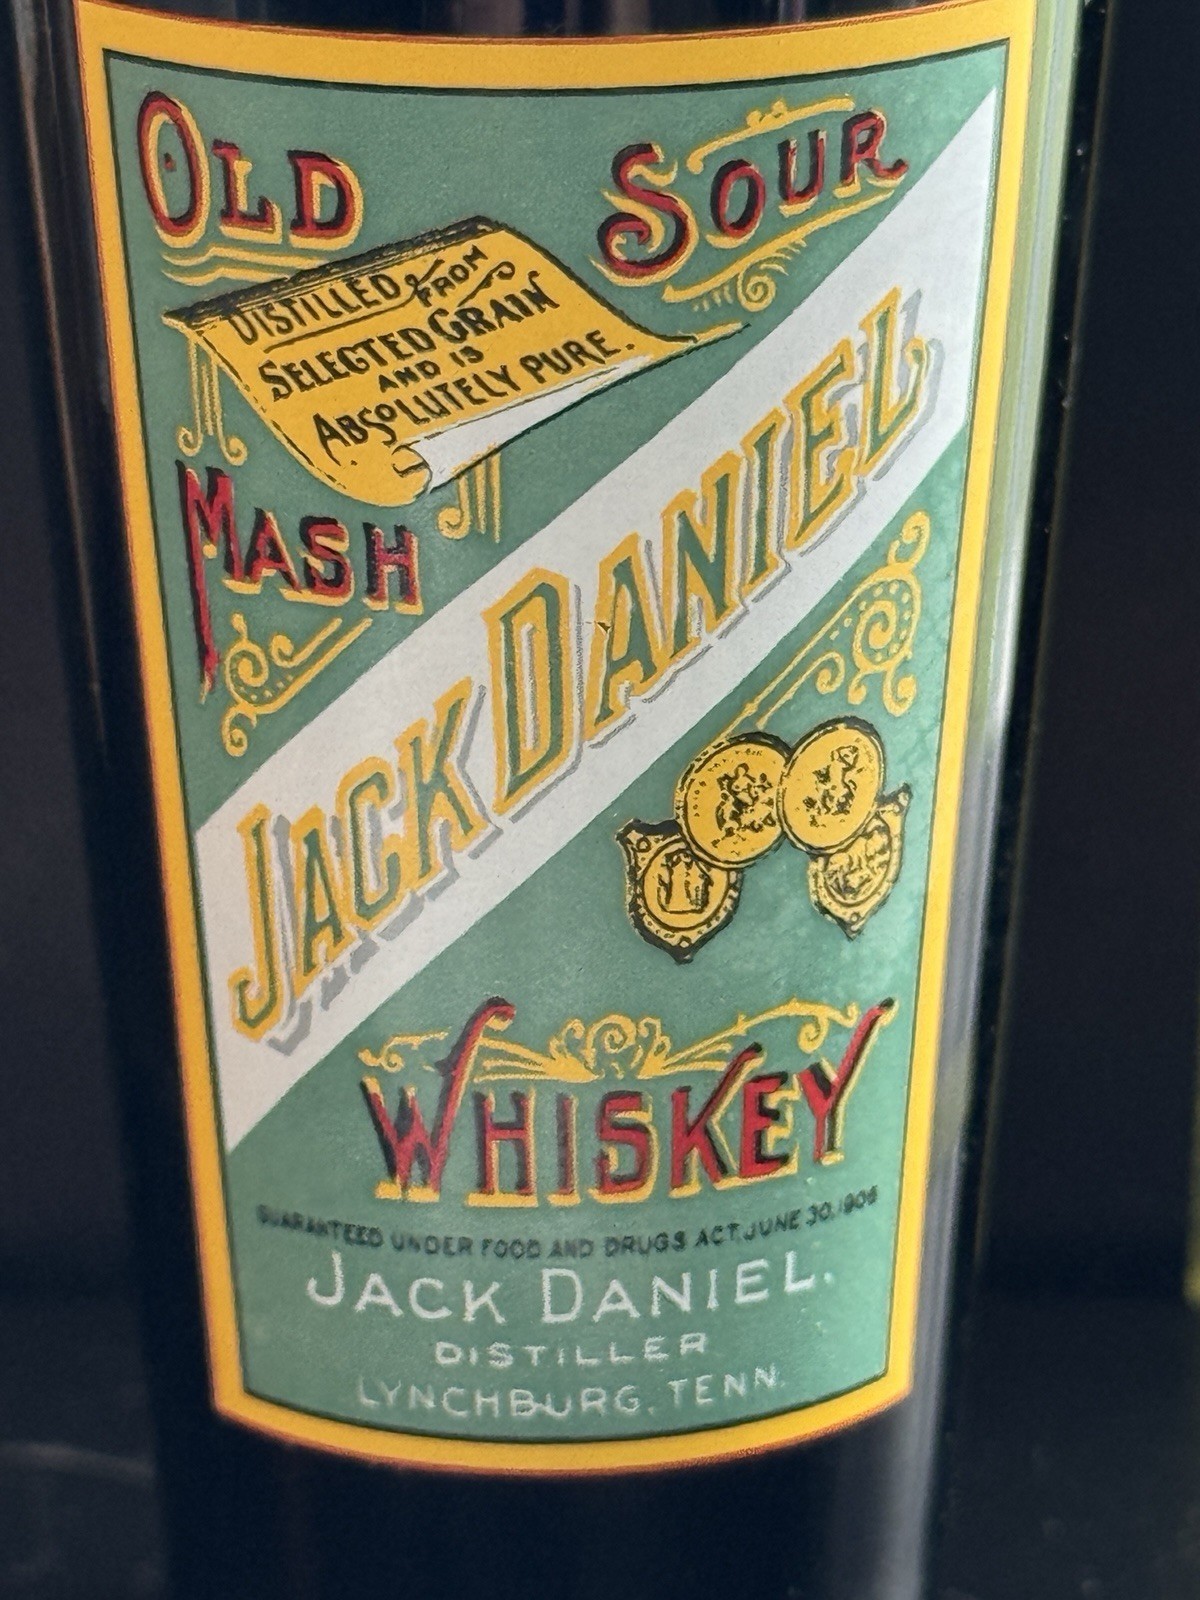 OLD
SOUR
DISTILLED FROM
SELECTED GRAIN
AND IS
ABSOLUTELY PURE.
MASH
JACK DANIEL
WHISKEY
GUARANTEED UNDER FOOD AND DRUGS ACT, JUNE 30, 1906
JACK DANIEL.
DISTILLER
LYNCHBURG, TENN.